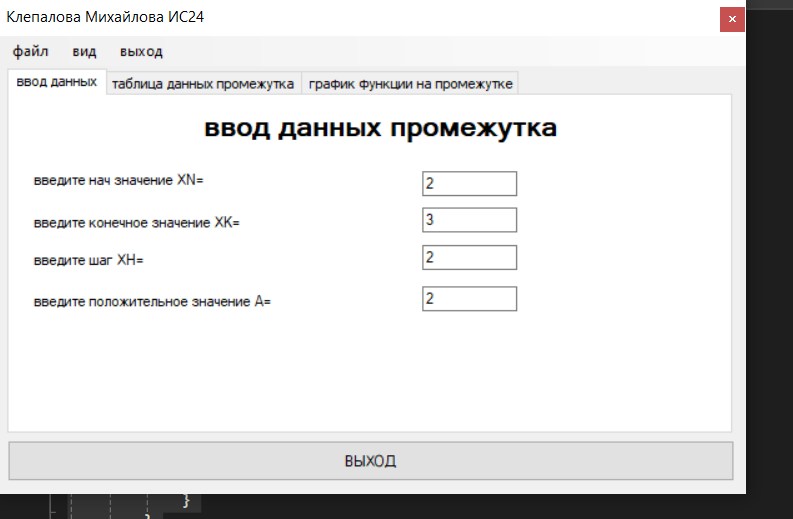 Клепалова Михайлова ИС24
файл вид выход
ввод данных таблица данных промежутка график функции на промежутке
ввод данных промежутка
введите нач значение XN= 2
введите конечное значение XK= 3
введите шаг XH= 2
введите положительное значение A= 2
ВЫХОД
}
}